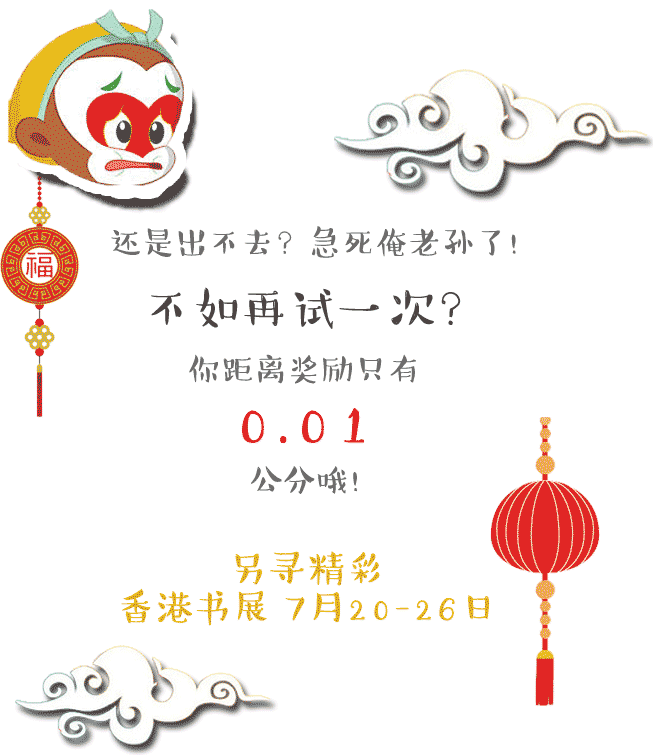 福
还是出不去？急死俺老孙了！
不如再试一次？
你距离奖励只有
0.01
公分哦！
另寻精彩
香港书展 7月20-26日